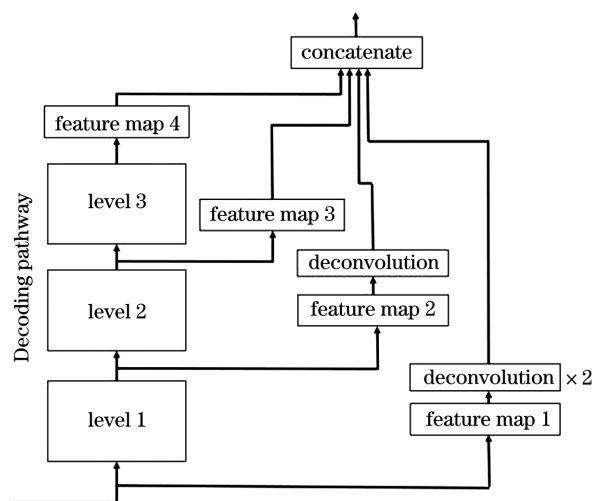 concatenate
feature map 4
level 3
feature map 3
deconvolution
level 2
feature map 2
deconvolution × 2
level 1
feature map 1
Decoding pathway